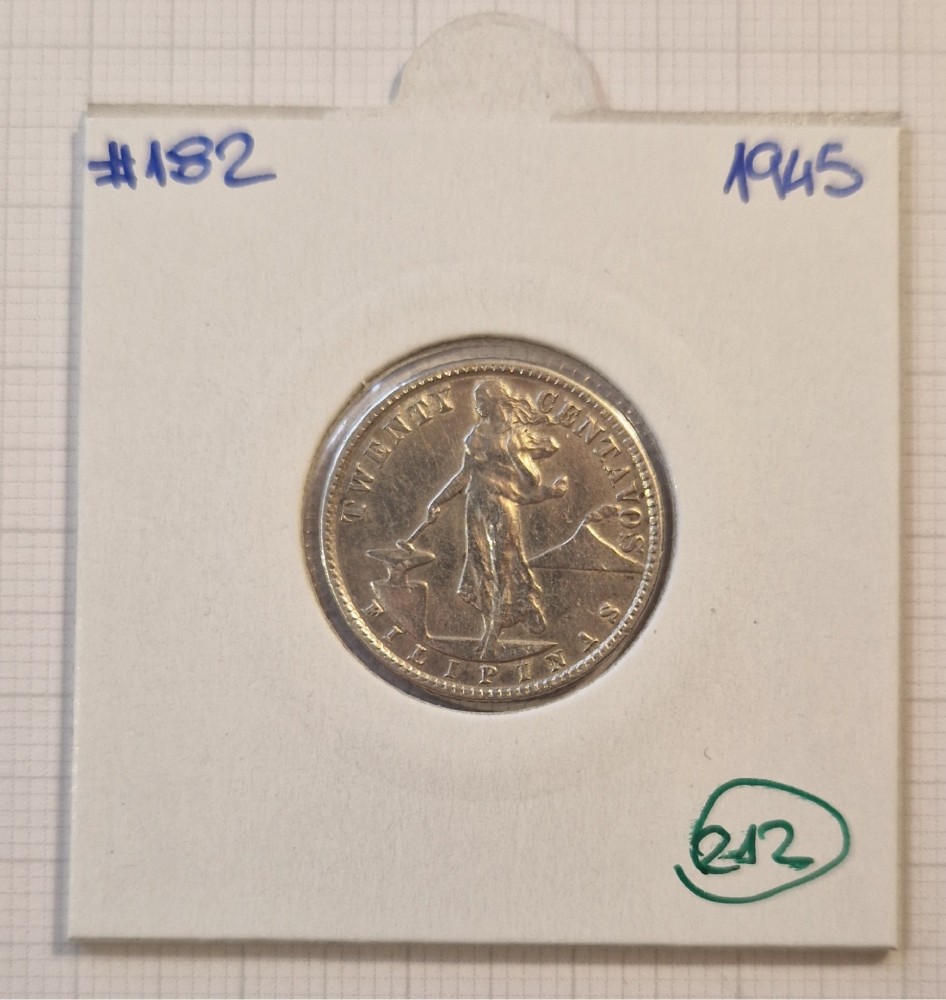 #182 1945
TWENTY CENTAVOS
FILIPINAS
212